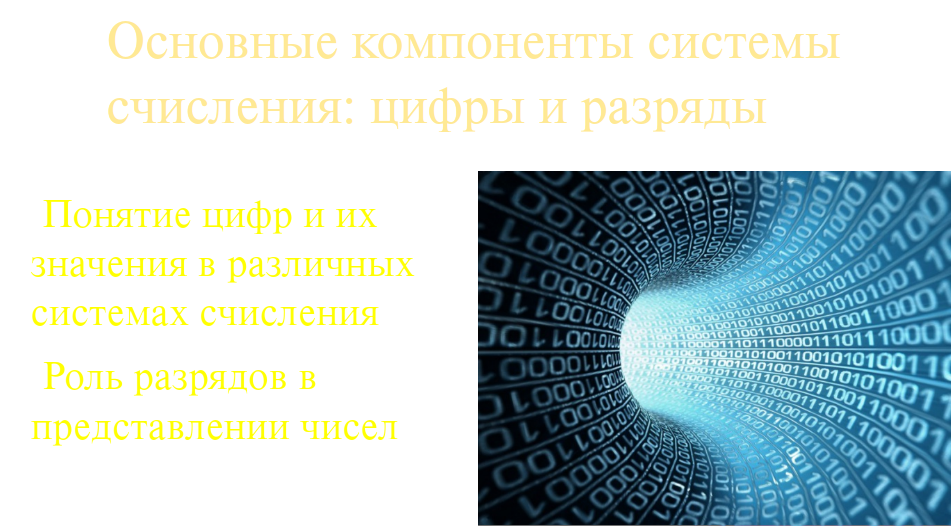 Основные компоненты системы
счисления: цифры и разряды
Понятие цифр и их
значения в различных
системах счисления
Роль разрядов в
представлении чисел